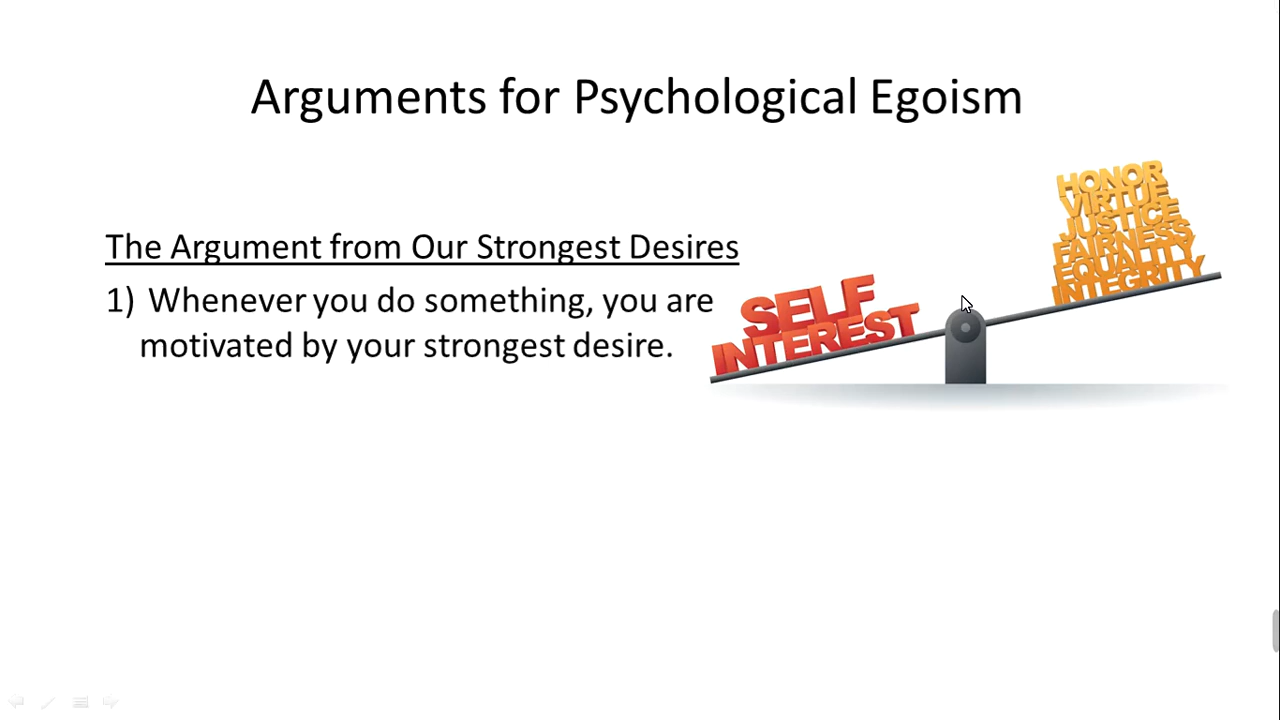 Arguments for Psychological Egoism
The Argument from Our Strongest Desires
1) Whenever you do something, you are
motivated by your strongest desire.
SELF
INTEREST
HONOR
VIRTUE
JUSTICE
FAIRNESS
EQUALITY
INTEGRITY